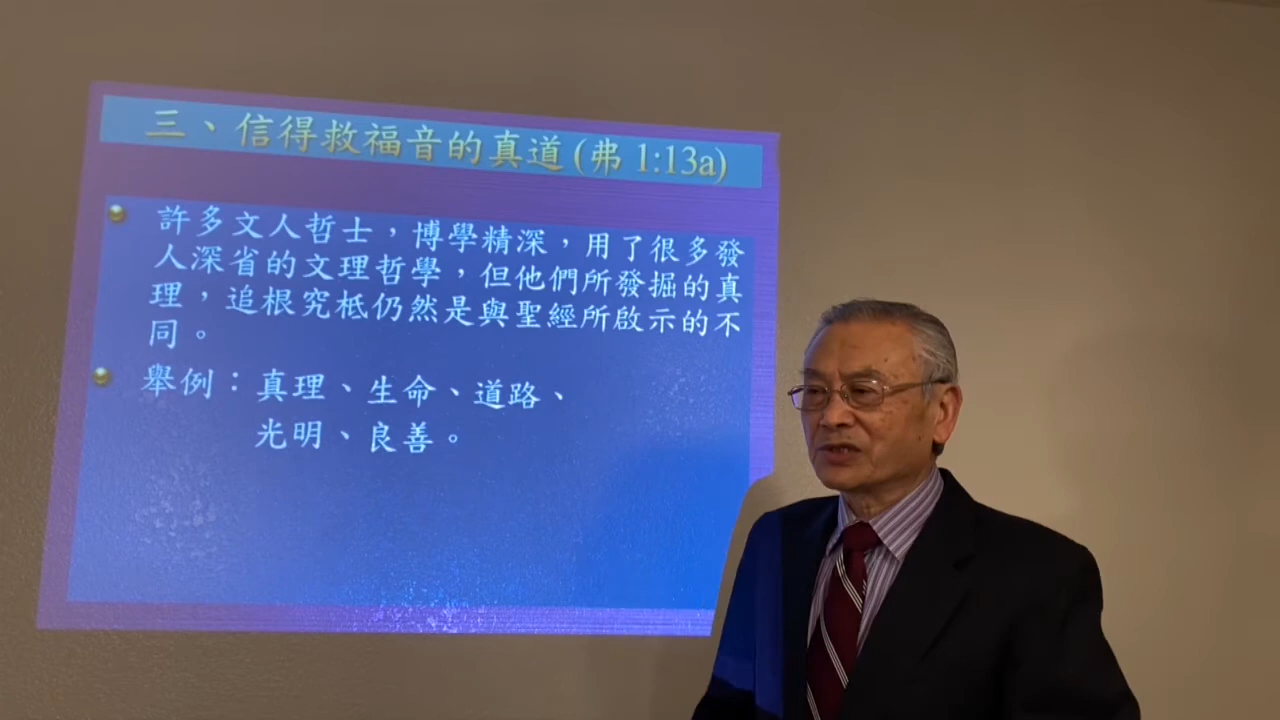 三、信得救福音的真道 (弗 1:13a)
許多文人哲士，博學精深，用了很多發
人深省的文理哲學，但他們所發掘的真
理，追根究柢仍然是與聖經所啟示的不
同。
舉例：真理、生命、道路、
光明、良善。